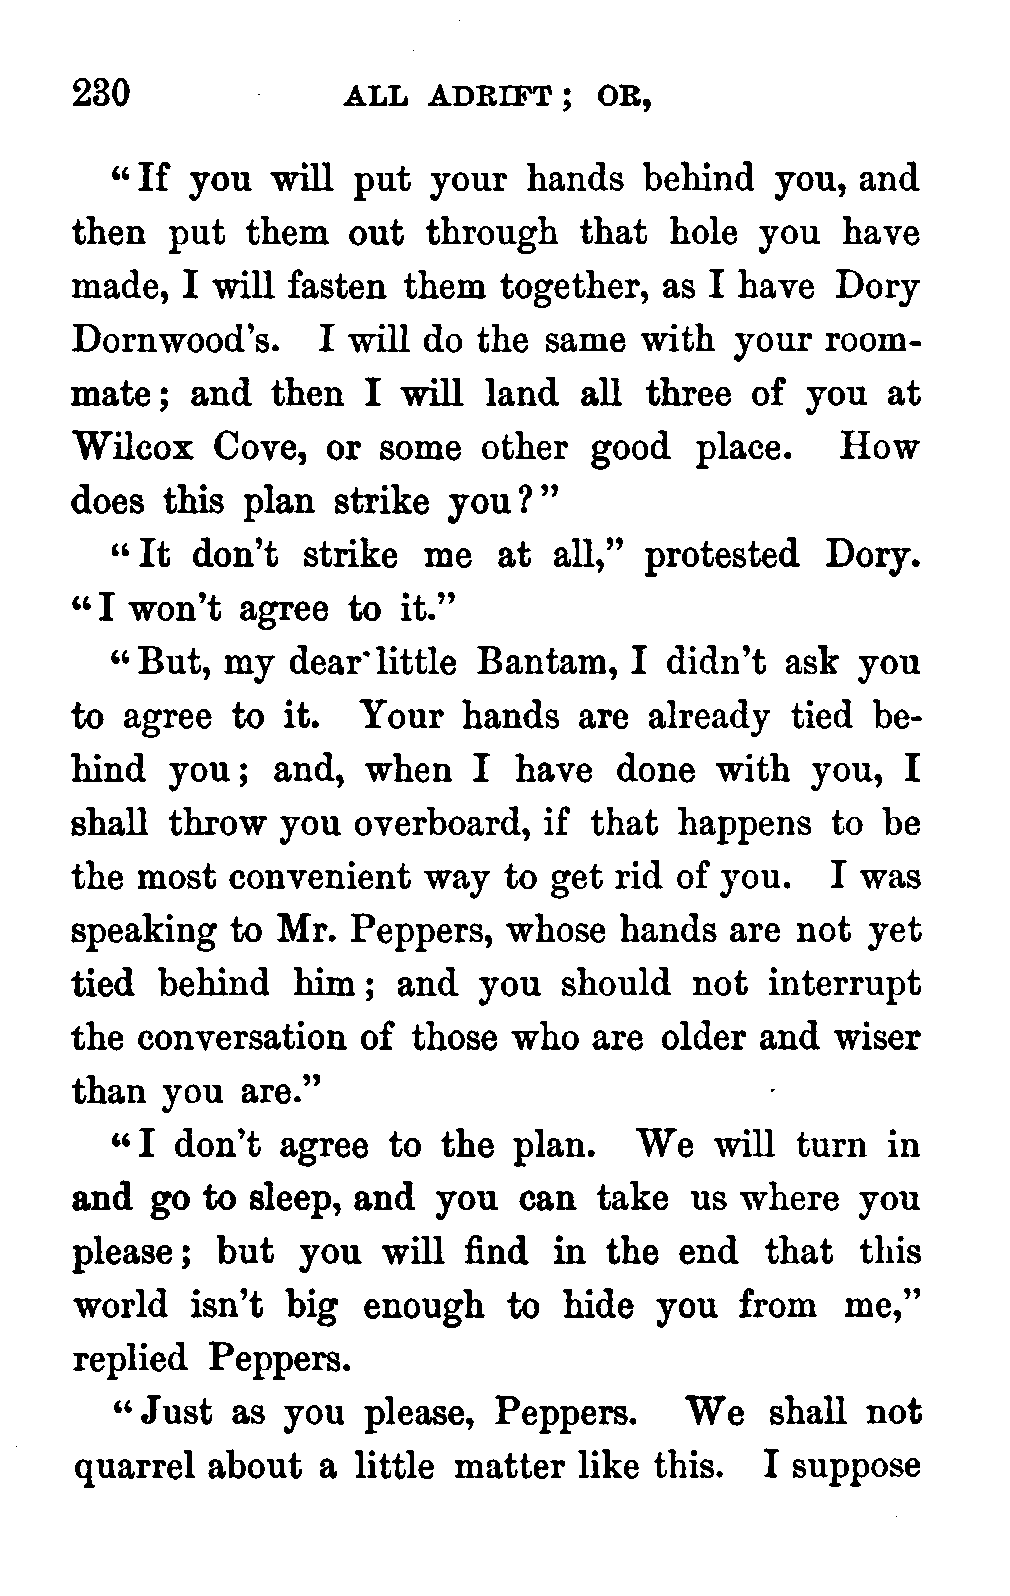 230 ALL ADRIFT; OR,
"If you will put your hands behind you, and
then put them out through that hole you have
made, I will fasten them together, as I have Dory
Dornwood's. I will do the same with your room-
mate; and then I will land all three of you at
Wilcox Cove, or some other good place. How
does this plan strike you?"
"It don't strike me at all," protested Dory.
"I won't agree to it."
"But, my dear little Bantam, I didn't ask you
to agree to it. Your hands are already tied be-
hind you; and, when I have done with you, I
shall throw you overboard, if that happens to be
the most convenient way to get rid of you. I was
speaking to Mr. Peppers, whose hands are not yet
tied behind him; and you should not interrupt
the conversation of those who are older and wiser
than you are."
"I don't agree to the plan. We will turn in
and go to sleep, and you can take us where you
please; but you will find in the end that this
world isn't big enough to hide you from me,"
replied Peppers.
"Just as you please, Peppers. We shall not
quarrel about a little matter like this. I suppose